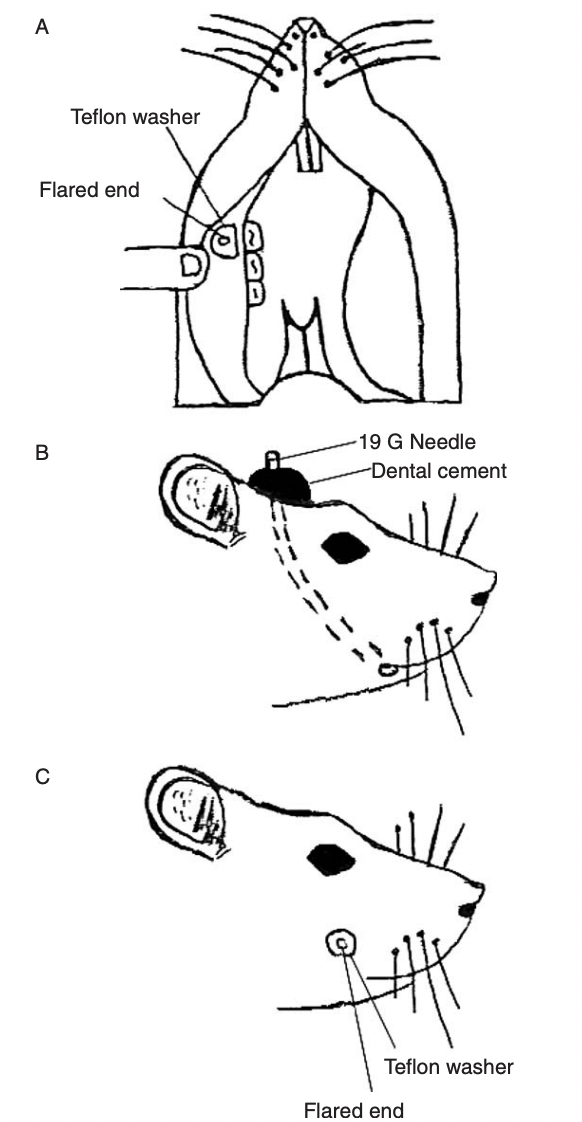 A
Teflon washer
Flared end
B
19 G Needle
Dental cement
C
Teflon washer
Flared end